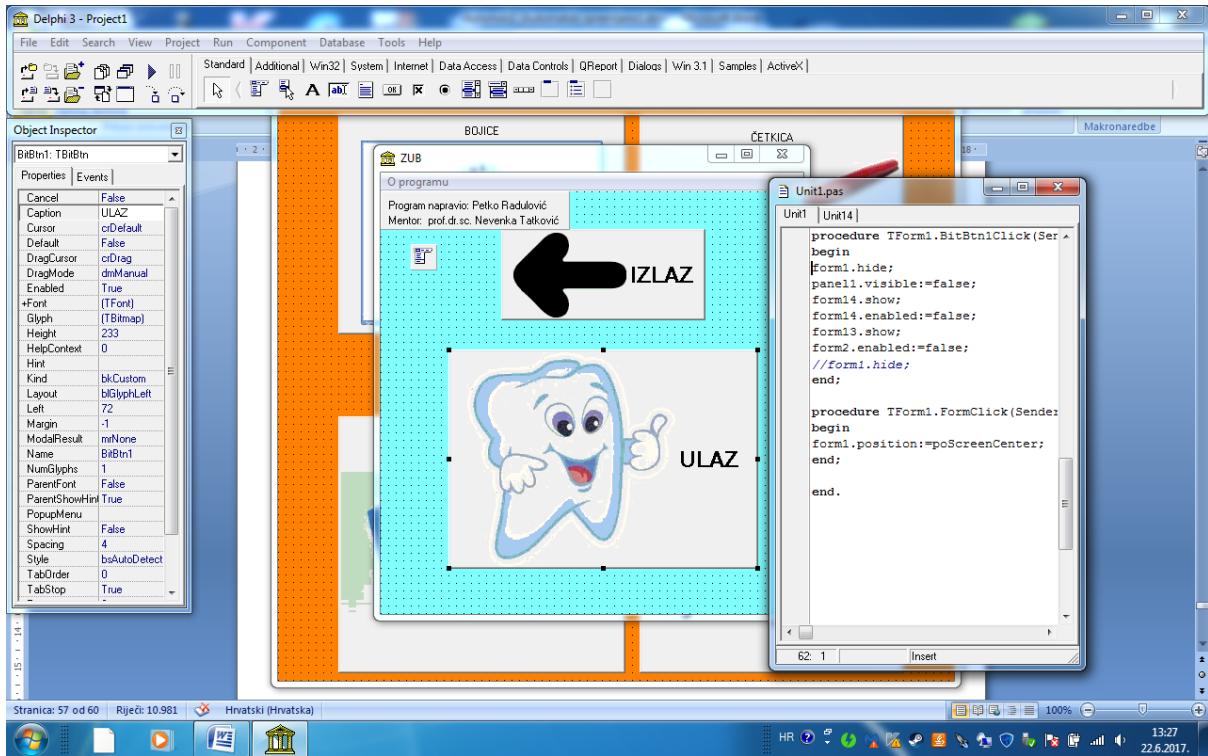 Delphi 3 - Project1
File Edit Search View Project Run Component Database Tools Help
Standard Additional Win32 System Internet Data Access Data Controls QReport Dialogs Win 3.1 Samples ActiveX
Makronaredbe
Object Inspector
BitBtn1: TBitBtn
Properties Events
Cancel False
Caption ULAZ
Cursor crDefault
Default False
DragCursor crDrag
DragMode dmManual
Enabled True
+Font (TFont)
Glyph (TBitmap)
Height 233
HelpContext 0
Hint
Kind bkCustom
Layout blGlyphLeft
Left 72
Margin -1
ModalResult mrNone
Name BitBtn1
NumGlyphs 1
ParentFont False
ParentShowHint True
PopupMenu
ShowHint False
Spacing 4
Style bsAutoDetect
TabOrder 0
TabStop True
BOJICE
ČETKICA
ZUB
O programu
Program napravio: Petko Radulović
Mentor: prof.dr.sc. Nevenka Tatković
IZLAZ
ULAZ
Unit1.pas
Unit1 Unit14
procedure TForm1.BitBtn1Click(Ser
begin
form1.hide;
panel1.visible:=false;
form14.show;
form14.enabled:=false;
form13.show;
form2.enabled:=false;
//form1.hide;
end;
procedure TForm1.FormClick(Sender
begin
form1.position:=poScreenCenter;
end;
end.
62: 1 Insert
Stranica: 57 od 60 Riječi: 10.981 Hrvatski (Hrvatska) 100%
HR 13:27
22.6.2017.